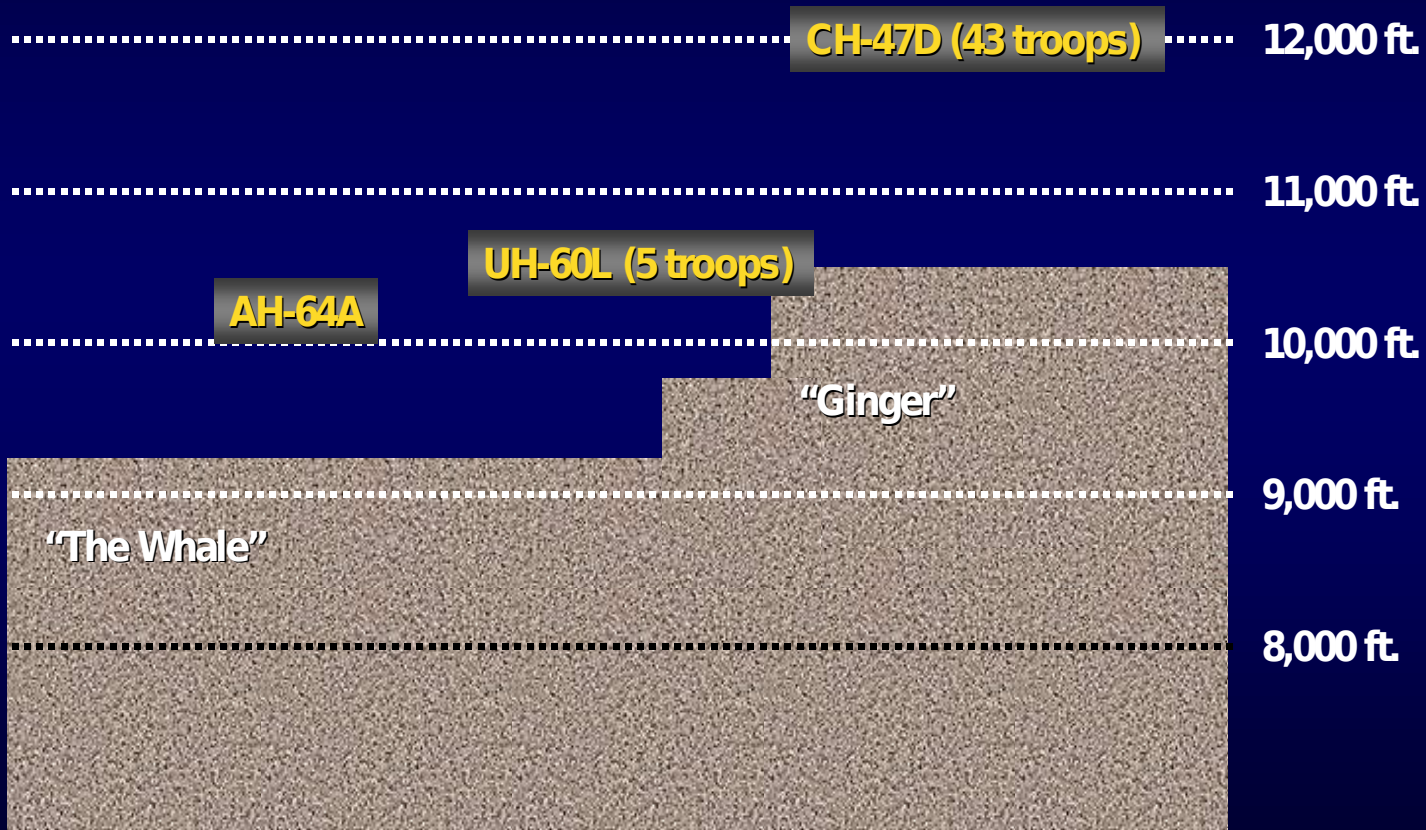 CH-47D (43 troops)
12,000 ft.
11,000 ft.
UH-60L (5 troops)
AH-64A
10,000 ft.
“Ginger”
9,000 ft.
“The Whale”
8,000 ft.